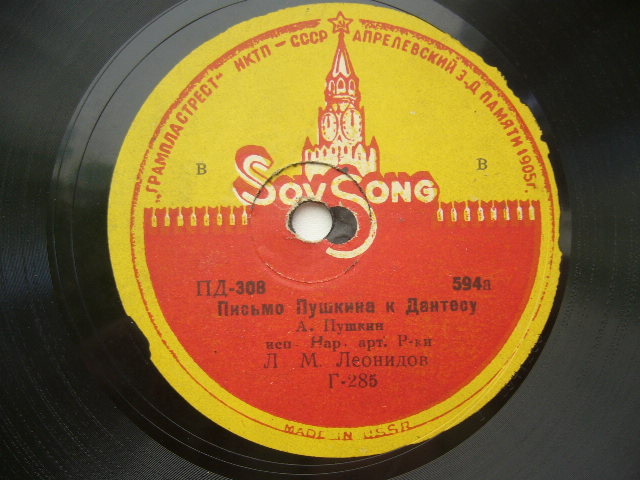 „ГРАМПЛАСТРЕСТ“ НКТП — СССР АПРЕЛЕВСКИЙ З-Д ПАМЯТИ 1905 г.
В В
SovSong
ПД-308 594а
Письмо Пушкина к Дантесу
А. Пушкин
исп. Нар. арт. Р-ки
Л. М. Леонидов
Г-285
MADE IN USSR